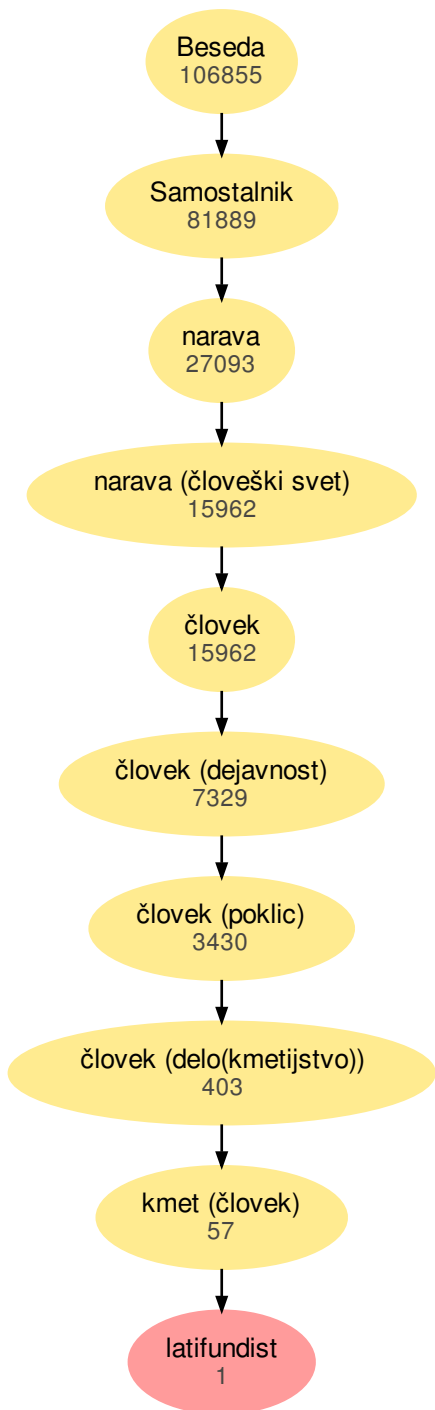 Beseda
106855
Samostalnik
81889
narava
27093
narava (človeški svet)
15962
človek
15962
človek (dejavnost)
7329
človek (poklic)
3430
človek (delo(kmetijstvo))
403
kmet (človek)
57
latifundist
1